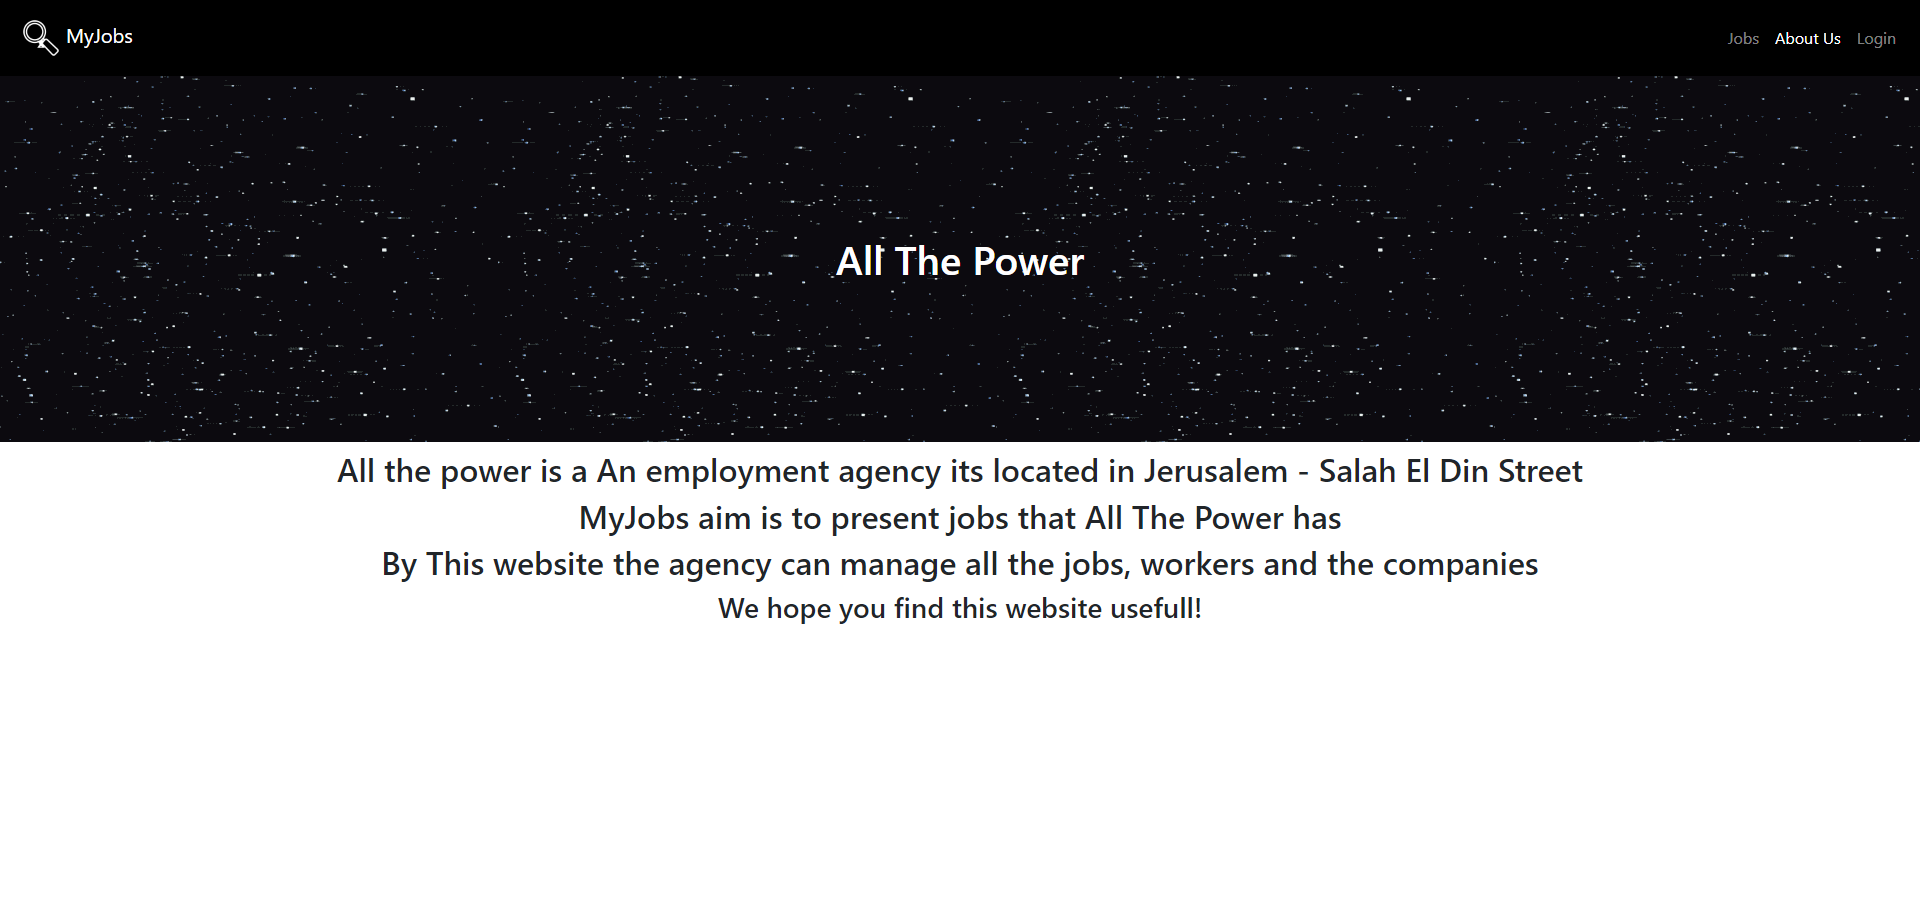 MyJobs
Jobs About Us Login
All The Power
All the power is a An employment agency its located in Jerusalem - Salah El Din Street
MyJobs aim is to present jobs that All The Power has
By This website the agency can manage all the jobs, workers and the companies
We hope you find this website usefull!